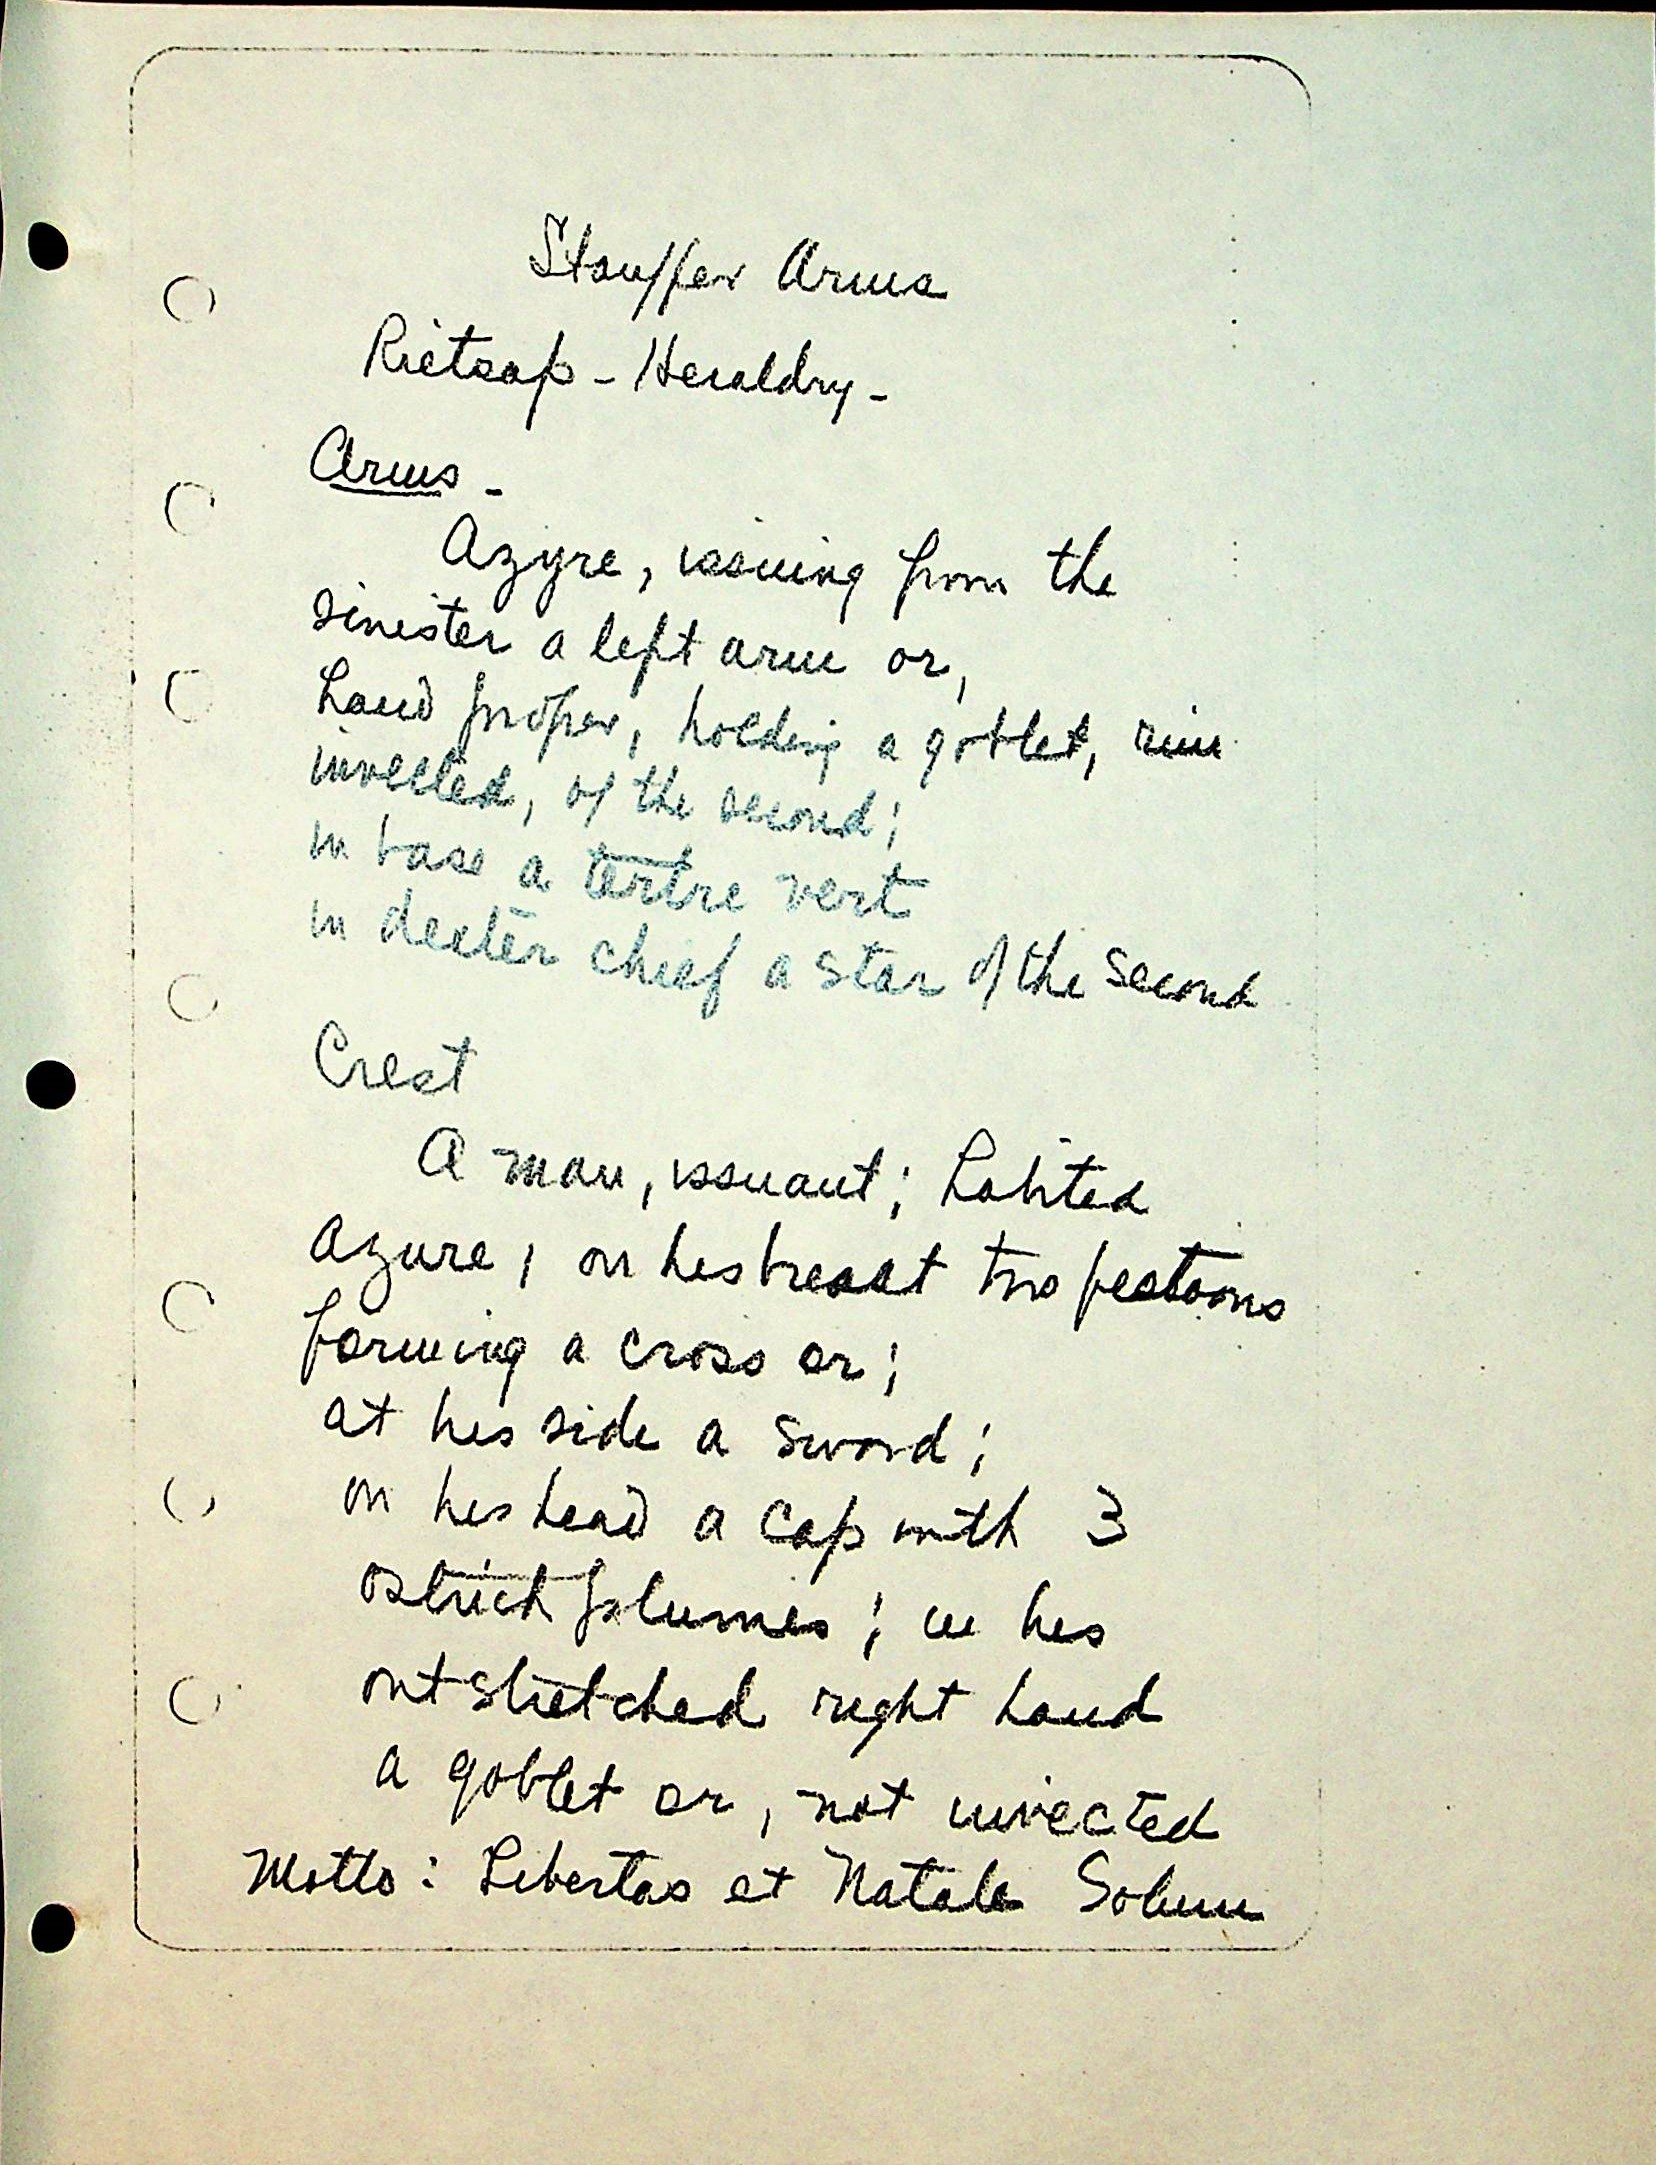 Stauffer Arms
Rietsap - Heraldry -
Arms -
Azyre, issuing from the
sinister a left arm or,
hand proper, holding a goblet, rim
invected, of the second;
in base a tertre vert
in dexter chief a star of the second
Crest
A man, issuant; habited
azure, on his breast two festoons
forming a cross or;
at his side a sword;
on his head a cap with 3
ostrich plumes; in his
outstretched right hand
a goblet or, not invected
Motto: Libertas et Natale Solum